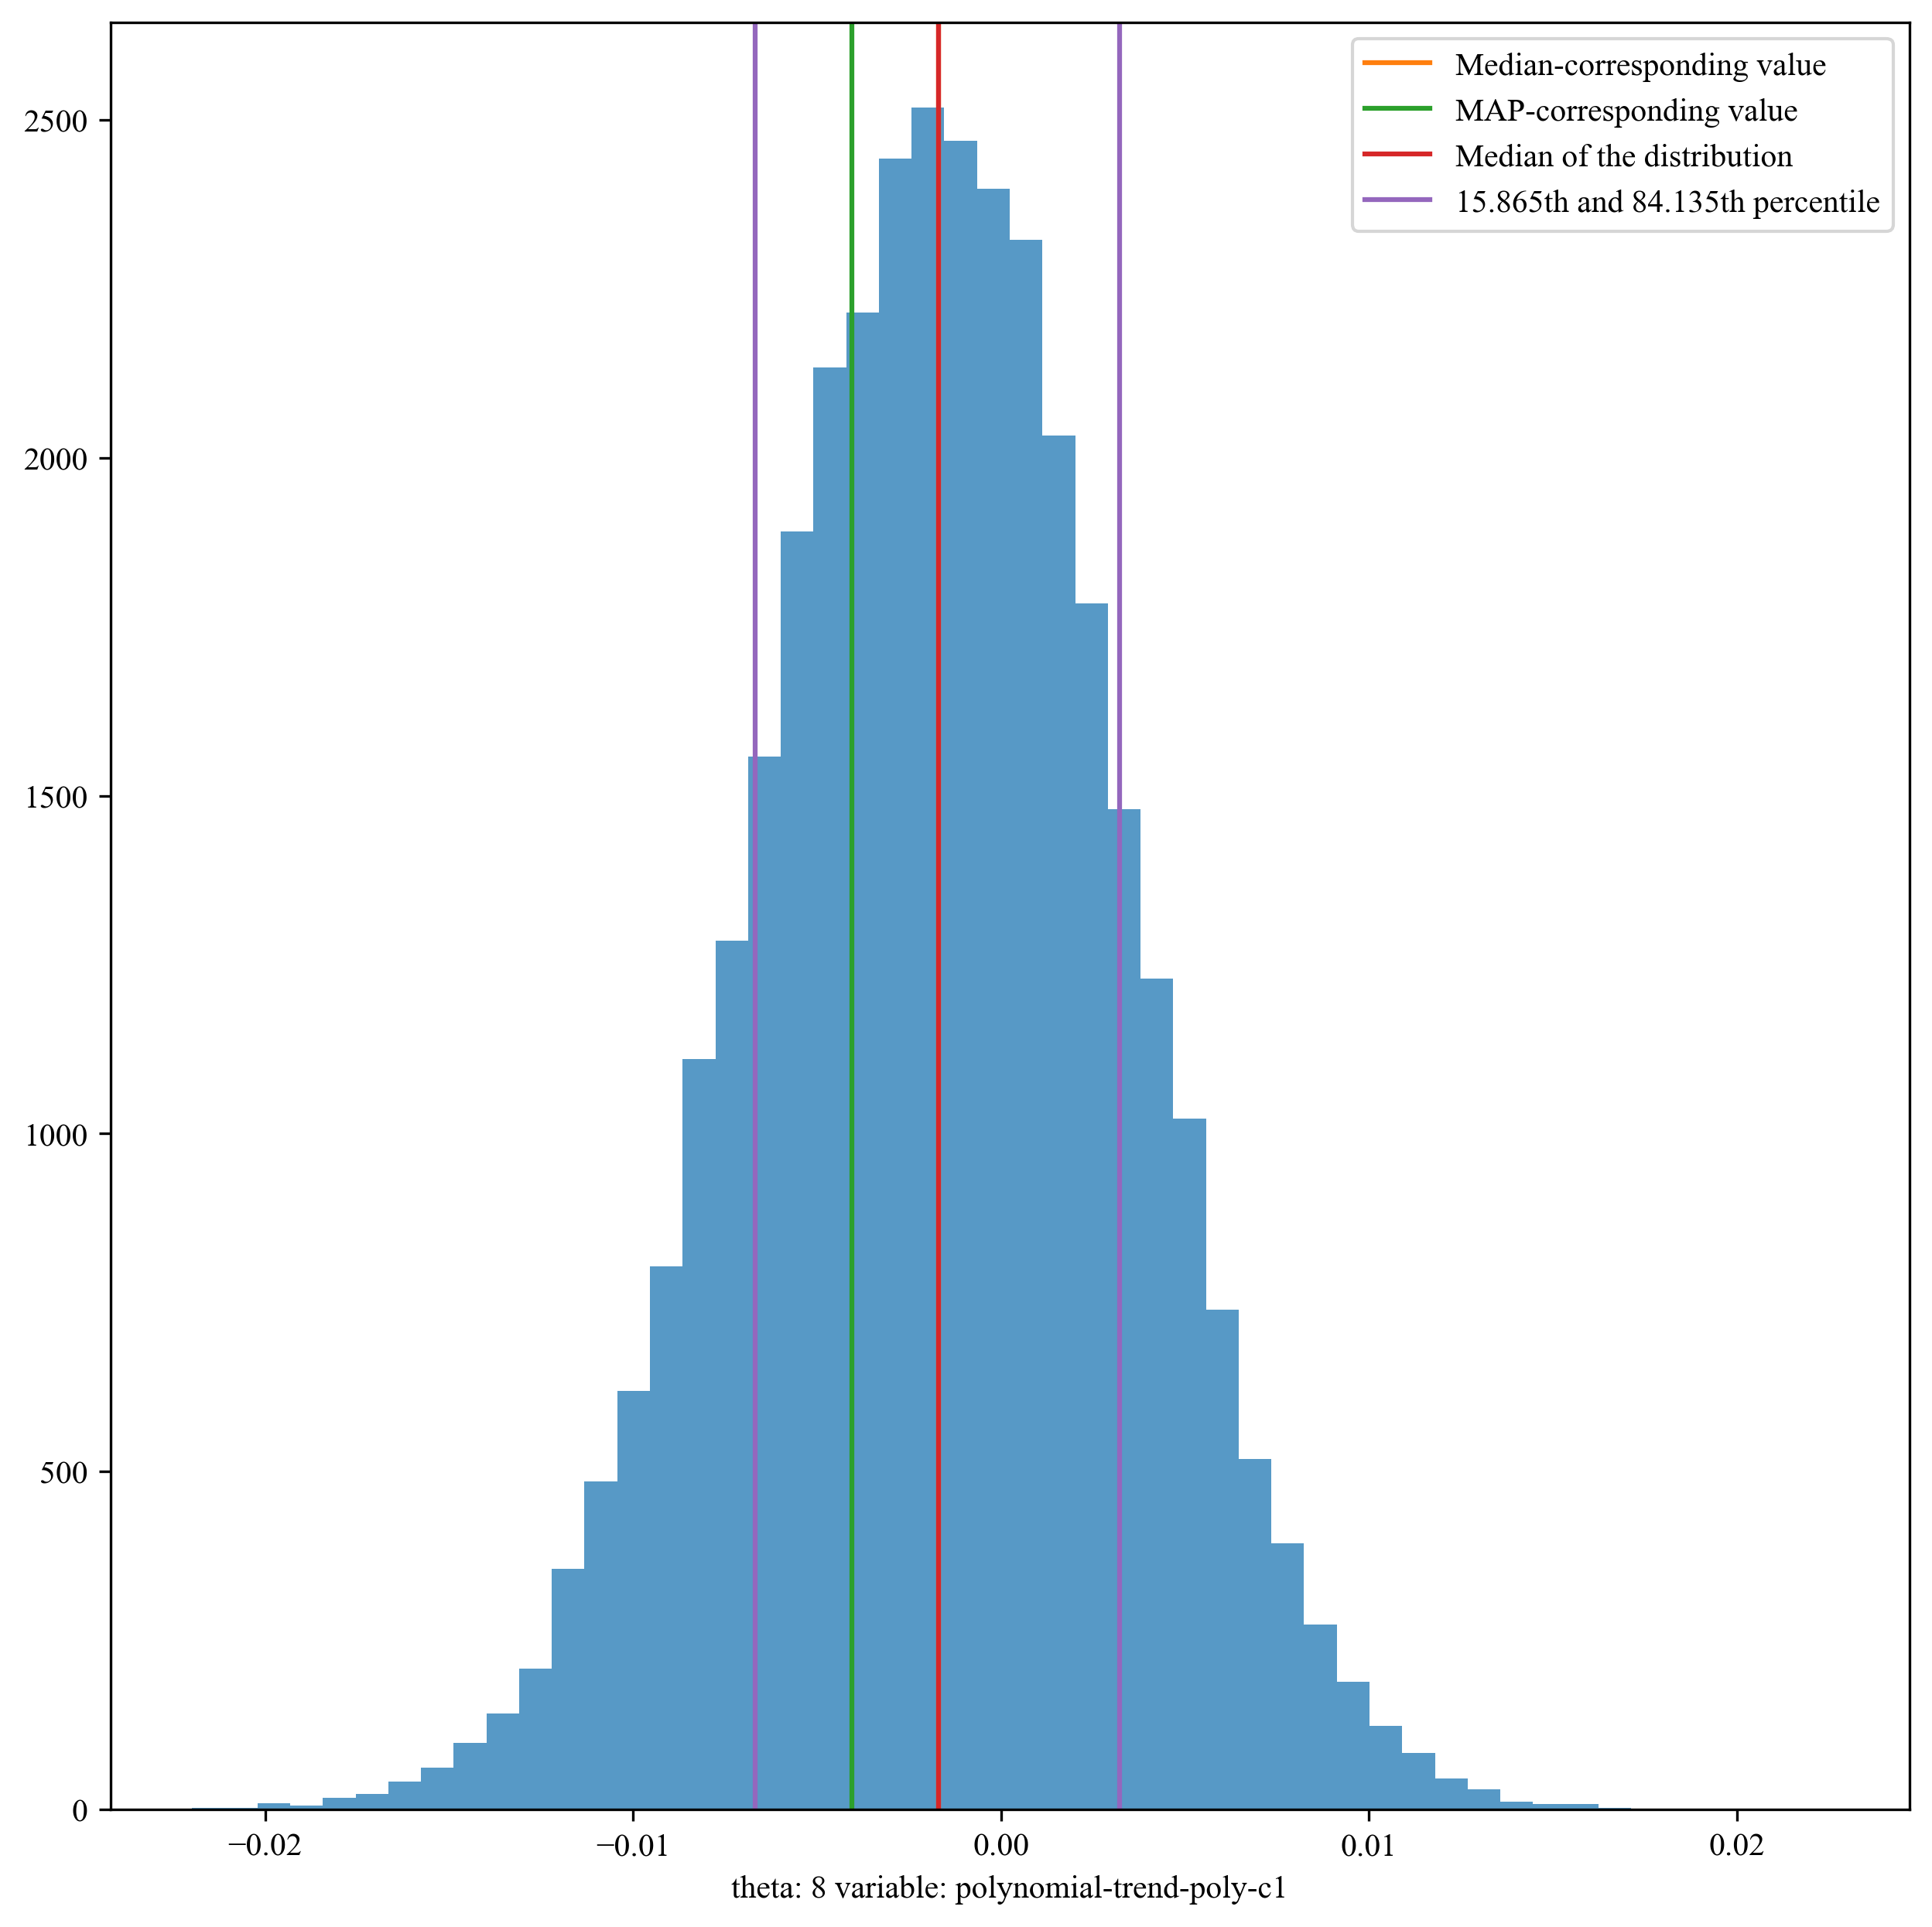 Median-corresponding value
MAP-corresponding value
Median of the distribution
15.865th and 84.135th percentile
2500
2000
1500
1000
500
0
−0.02 −0.01 0.00 0.01 0.02
theta: 8 variable: polynomial-trend-poly-c1